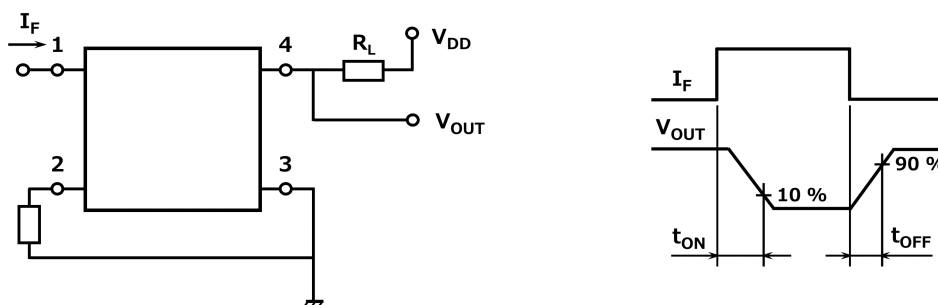 I_F
1
4
R_L
V_DD
V_OUT
2
3
I_F
V_OUT
10 %
90 %
t_ON
t_OFF